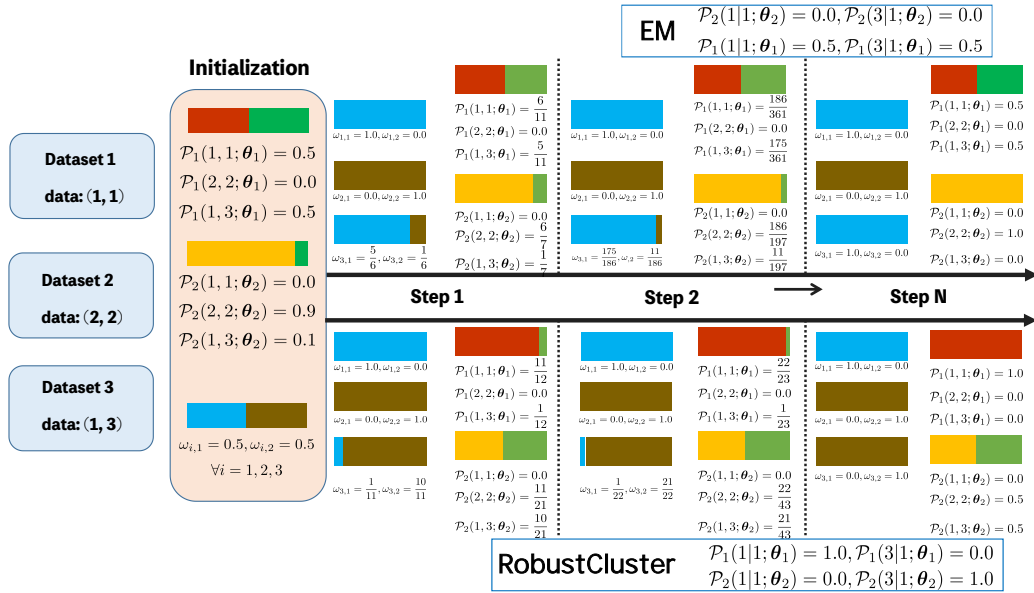 EM
P₂(1|1; θ₂) = 0.0, P₂(3|1; θ₂) = 0.0
P₁(1|1; θ₁) = 0.5, P₁(3|1; θ₁) = 0.5
Initialization
P₁(1, 1; θ₁) = 0.5
P₁(2, 2; θ₁) = 0.0
P₁(1, 3; θ₁) = 0.5
P₂(1, 1; θ₂) = 0.0
P₂(2, 2; θ₂) = 0.9
P₂(1, 3; θ₂) = 0.1
ωᵢ,₁ = 0.5, ωᵢ,₂ = 0.5
∀i = 1, 2, 3
Dataset 1
data: (1, 1)
Dataset 2
data: (2, 2)
Dataset 3
data: (1, 3)
ω₁,₁ = 1.0, ω₁,₂ = 0.0
ω₂,₁ = 0.0, ω₂,₂ = 1.0
ω₃,₁ = 5/6, ω₃,₂ = 1/6
P₁(1, 1; θ₁) = 6/11
P₁(2, 2; θ₁) = 0.0
P₁(1, 3; θ₁) = 5/11
P₂(1, 1; θ₂) = 0.0
P₂(2, 2; θ₂) = 6/7
P₂(1, 3; θ₂) = 1/7
ω₁,₁ = 1.0, ω₁,₂ = 0.0
ω₂,₁ = 0.0, ω₂,₂ = 1.0
ω₃,₁ = 175/186, ω,₂ = 11/186
P₁(1, 1; θ₁) = 186/361
P₁(2, 2; θ₁) = 0.0
P₁(1, 3; θ₁) = 175/361
P₂(1, 1; θ₂) = 0.0
P₂(2, 2; θ₂) = 186/197
P₂(1, 3; θ₂) = 11/197
ω₁,₁ = 1.0, ω₁,₂ = 0.0
ω₂,₁ = 0.0, ω₂,₂ = 1.0
ω₃,₁ = 1.0, ω₃,₂ = 0.0
P₁(1, 1; θ₁) = 0.5
P₁(2, 2; θ₁) = 0.0
P₁(1, 3; θ₁) = 0.5
P₂(1, 1; θ₂) = 0.0
P₂(2, 2; θ₂) = 1.0
P₂(1, 3; θ₂) = 0.0
Step 1
Step 2
Step N
ω₁,₁ = 1.0, ω₁,₂ = 0.0
ω₂,₁ = 0.0, ω₂,₂ = 1.0
ω₃,₁ = 1/11, ω₃,₂ = 10/11
P₁(1, 1; θ₁) = 11/12
P₁(2, 2; θ₁) = 0.0
P₁(1, 3; θ₁) = 1/12
P₂(1, 1; θ₂) = 0.0
P₂(2, 2; θ₂) = 11/21
P₂(1, 3; θ₂) = 10/21
ω₁,₁ = 1.0, ω₁,₂ = 0.0
ω₂,₁ = 0.0, ω₂,₂ = 1.0
ω₃,₁ = 1/22, ω₃,₂ = 21/22
P₁(1, 1; θ₁) = 22/23
P₁(2, 2; θ₁) = 0.0
P₁(1, 3; θ₁) = 1/23
P₂(1, 1; θ₂) = 0.0
P₂(2, 2; θ₂) = 22/43
P₂(1, 3; θ₂) = 21/43
ω₁,₁ = 1.0, ω₁,₂ = 0.0
ω₂,₁ = 0.0, ω₂,₂ = 1.0
ω₃,₁ = 0.0, ω₃,₂ = 1.0
P₁(1, 1; θ₁) = 1.0
P₁(2, 2; θ₁) = 0.0
P₁(1, 3; θ₁) = 0.0
P₂(1, 1; θ₂) = 0.0
P₂(2, 2; θ₂) = 0.5
P₂(1, 3; θ₂) = 0.5
RobustCluster
P₁(1|1; θ₁) = 1.0, P₁(3|1; θ₁) = 0.0
P₂(1|1; θ₂) = 0.0, P₂(3|1; θ₂) = 1.0